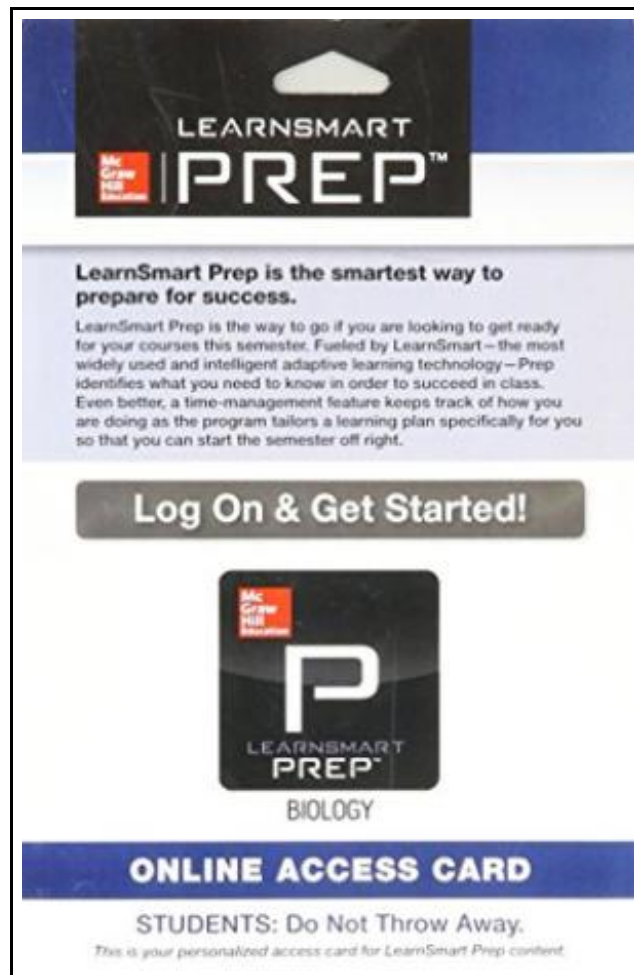 LEARNSMART
Mc
Graw
Hill
Education
PREP™
LearnSmart Prep is the smartest way to
prepare for success.
LearnSmart Prep is the way to go if you are looking to get ready
for your courses this semester. Fueled by LearnSmart—the most
widely used and intelligent adaptive learning technology—Prep
identifies what you need to know in order to succeed in class.
Even better, a time-management feature keeps track of how you
are doing as the program tailors a learning plan specifically for you
so that you can start the semester off right.
Log On & Get Started!
Mc
Graw
Hill
Education
P
LEARNSMART
PREP™
BIOLOGY
ONLINE ACCESS CARD
STUDENTS: Do Not Throw Away.
This is your personalized access card for LearnSmart Prep content.